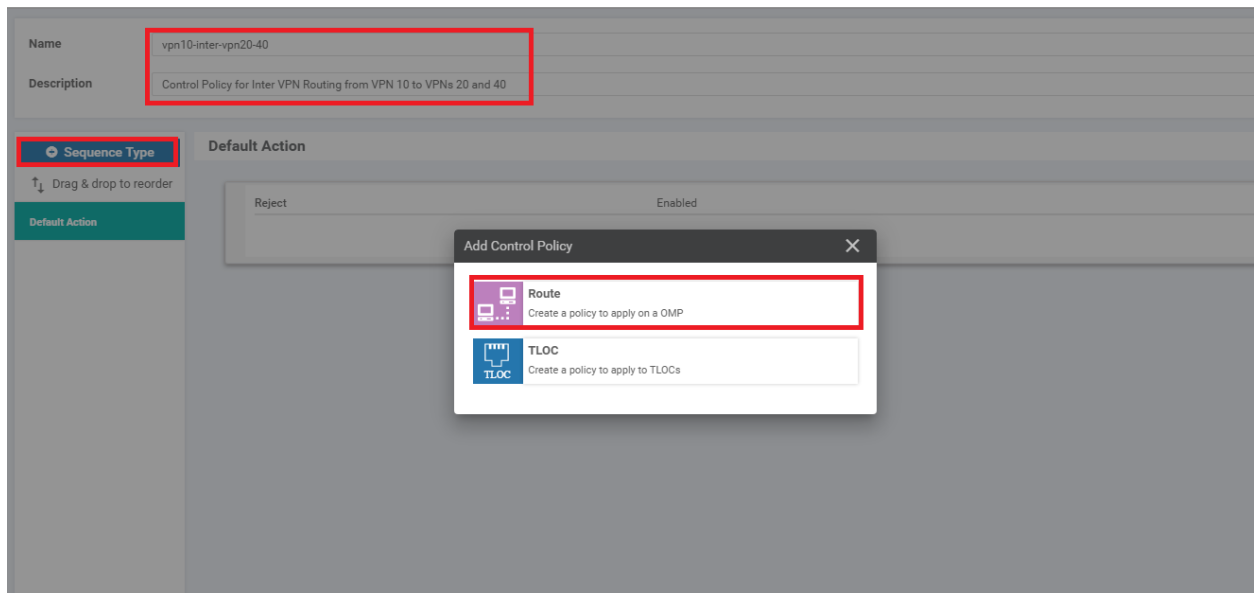 Name
vpn10-inter-vpn20-40
Description
Control Policy for Inter VPN Routing from VPN 10 to VPNs 20 and 40
Sequence Type
Drag & drop to reorder
Default Action
Default Action
Reject
Enabled
Add Control Policy
Route
Create a policy to apply on a OMP
TLOC
TLOC
Create a policy to apply to TLOCs